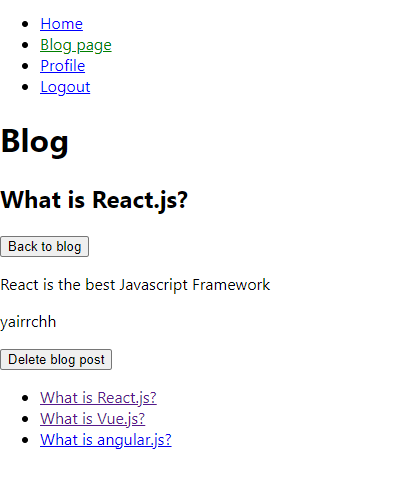 Home
Blog page
Profile
Logout
Blog
What is React.js?
Back to blog
React is the best Javascript Framework
yairrchh
Delete blog post
What is React.js?
What is Vue.js?
What is angular.js?